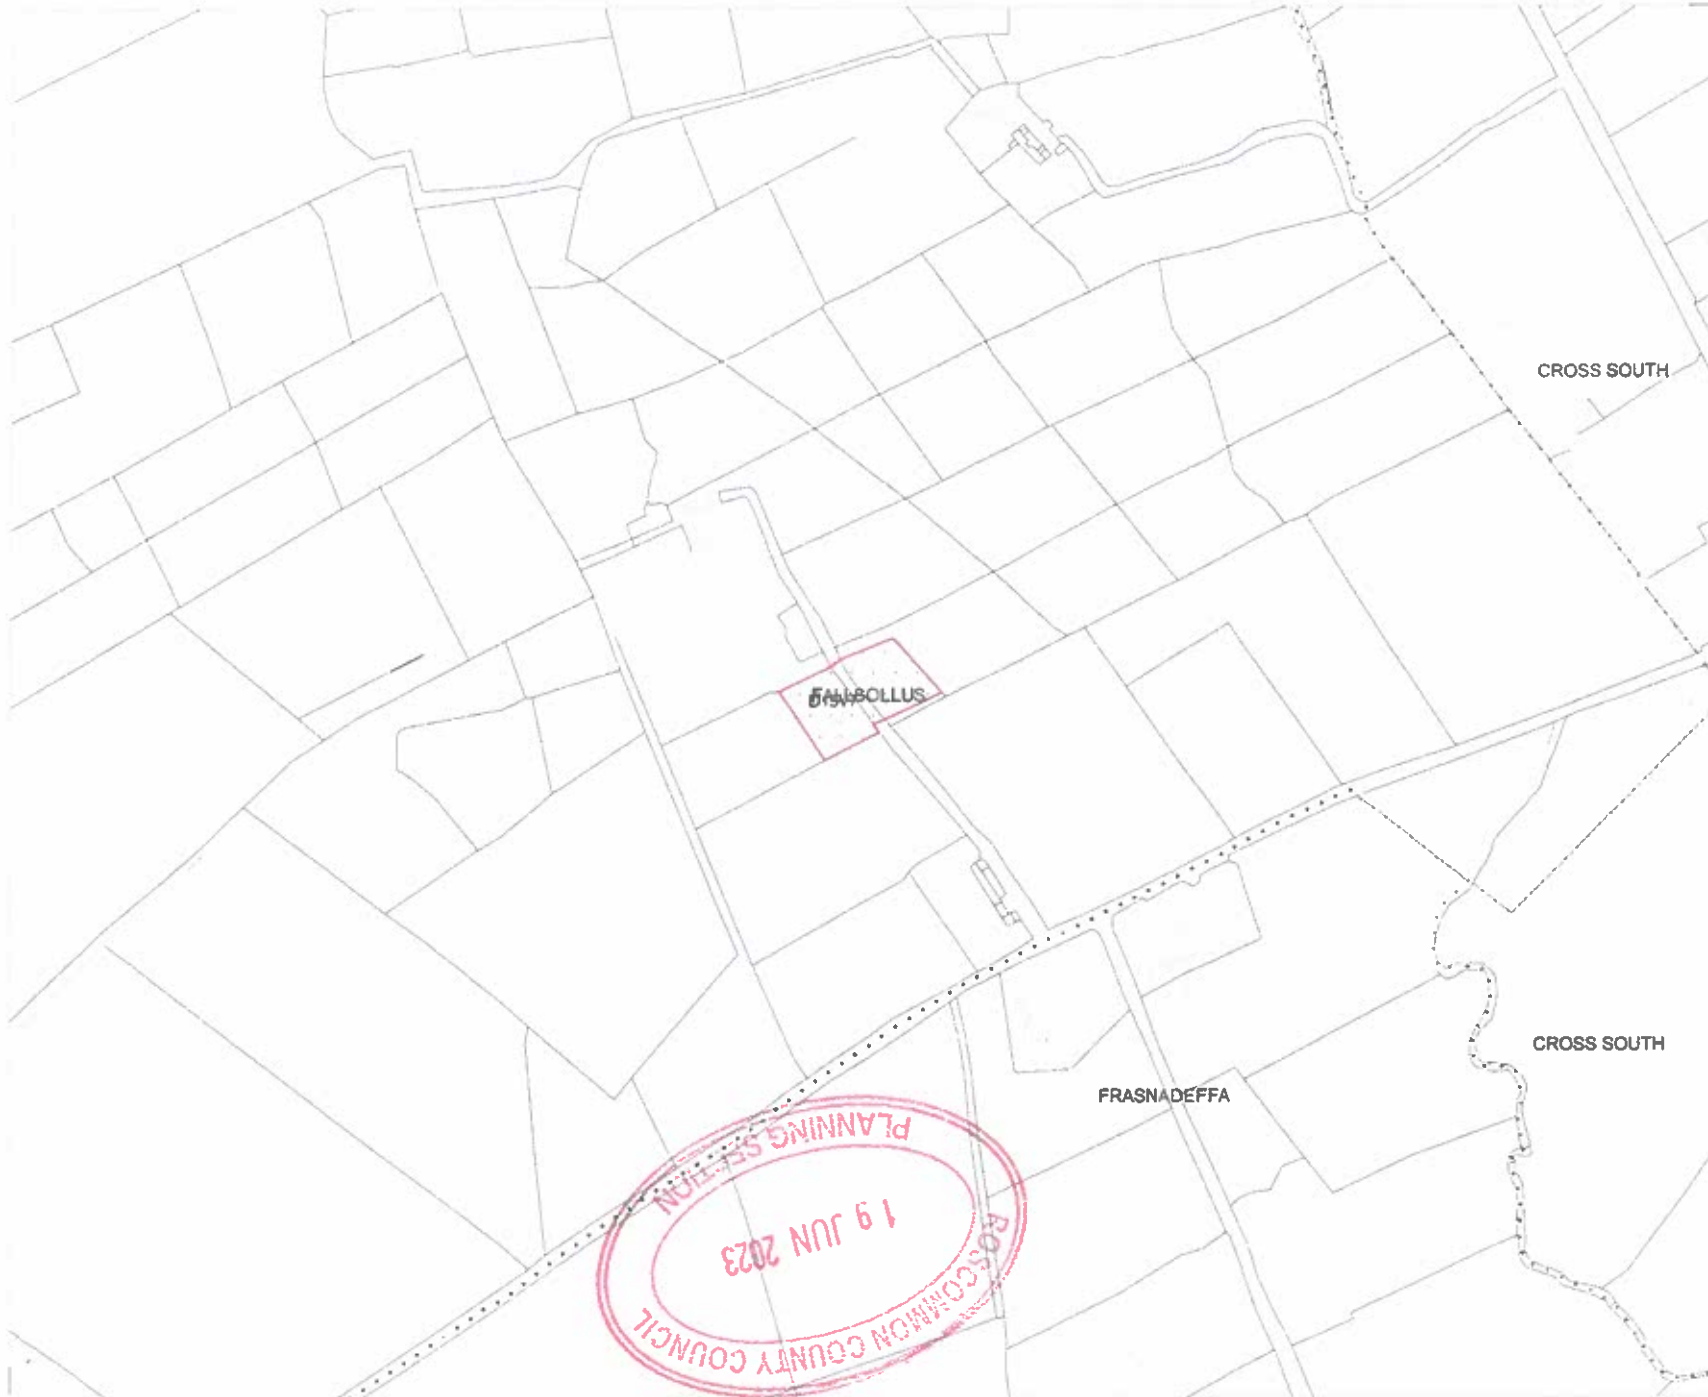 CROSS SOUTH
FALLBOLLUS
CROSS SOUTH
FRASNADEFFA
PLANNING SECTION
19 JUN 2023
ROSCOMMON COUNTY COUNCIL